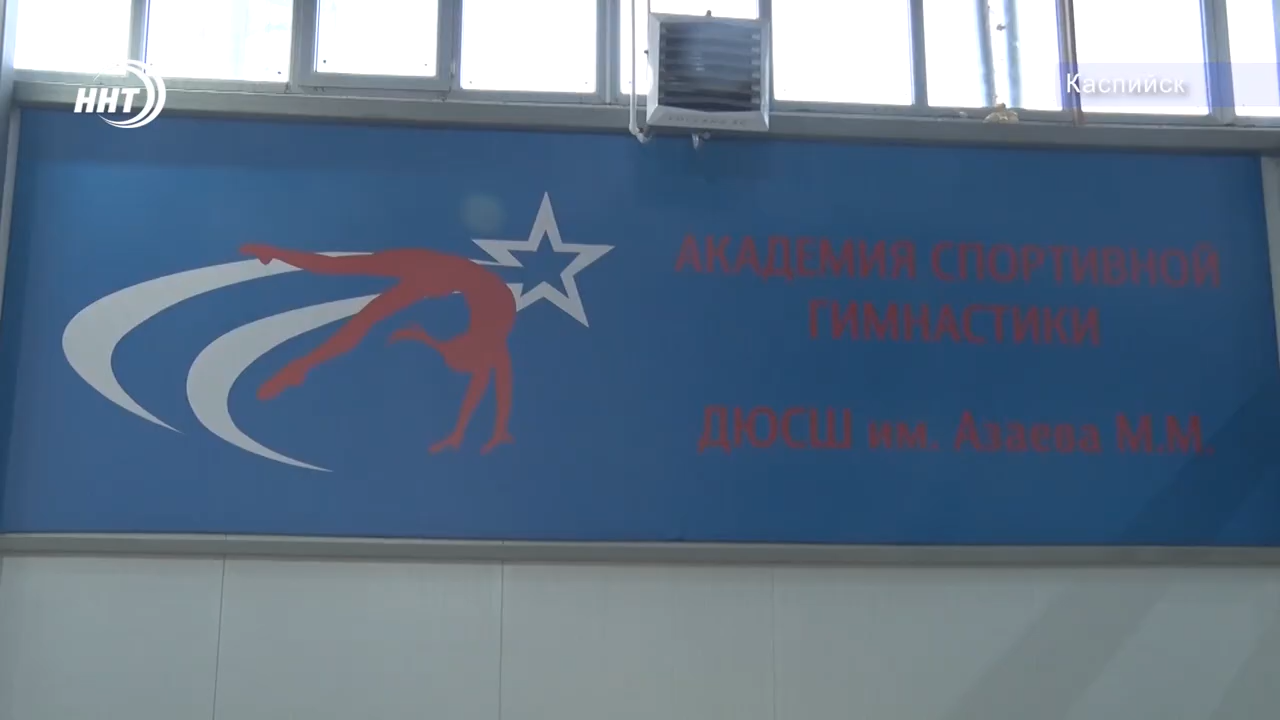 ННТ
Каспийск
АКАДЕМИЯ СПОРТИВНОЙ
ГИМНАСТИКИ
ДЮСШ им. Азаева М.М.